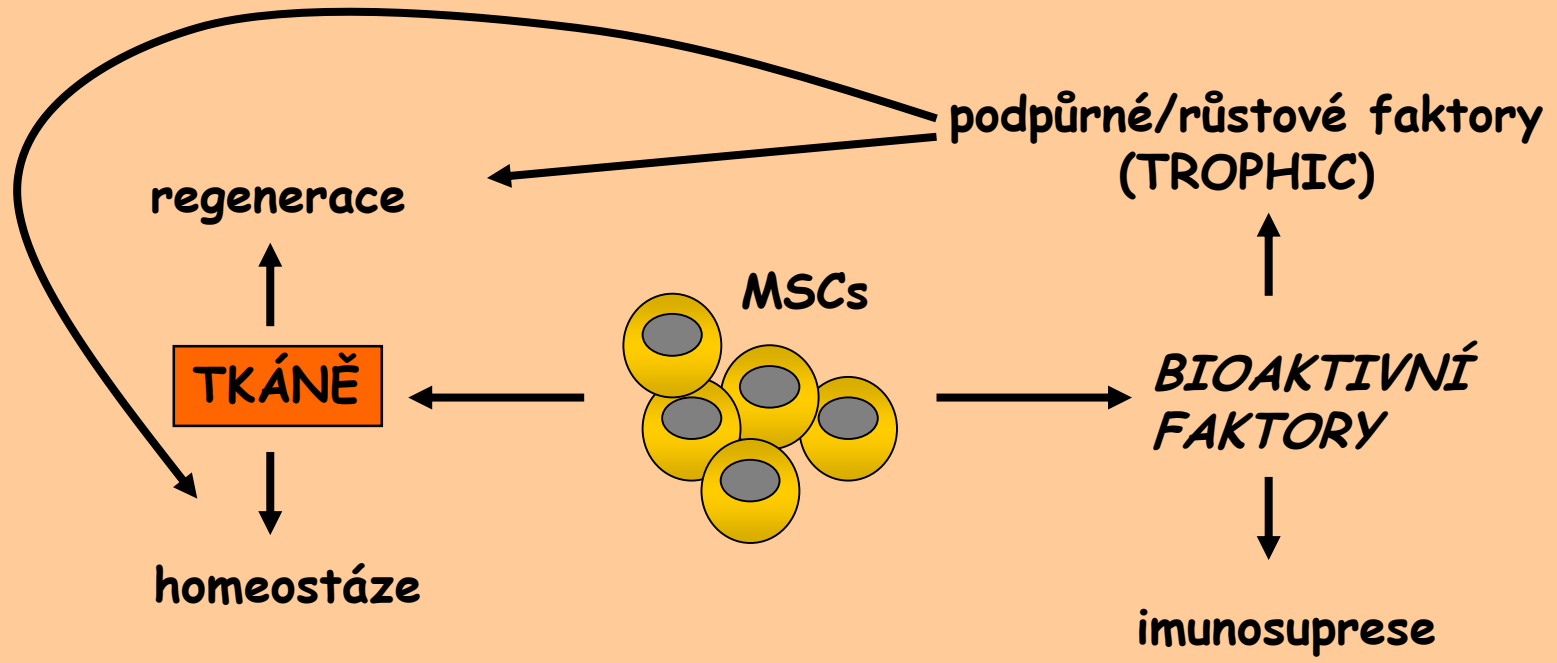 podpůrné/růstové faktory
(TROPHIC)
regenerace
MSCs
TKÁNĚ
BIOAKTIVNÍ
FAKTORY
homeostáze
imunosuprese